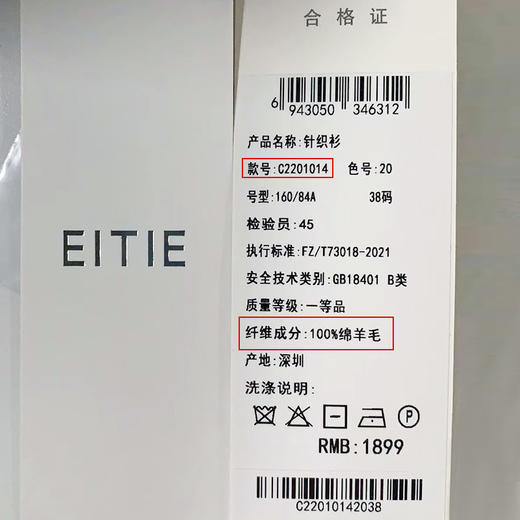 合格证
6 943050 346312
产品名称:针织衫
款号:C2201014 色号:20
号型:160/84A 38码
检验员:45
执行标准:FZ/T73018-2021
安全技术类别:GB18401 B类
质量等级:一等品
纤维成分:100%绵羊毛
产地:深圳
洗涤说明:
P
RMB:1899
C22010142038
EITIE